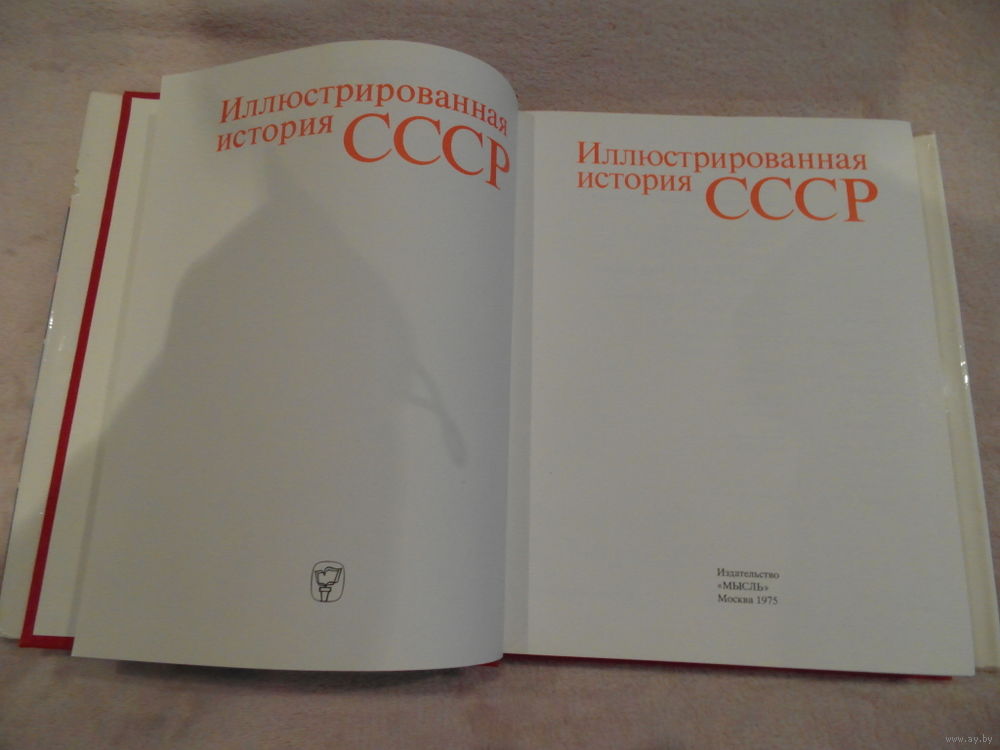 Иллюстрированная
история СССР
Иллюстрированная
история СССР
Издательство
«МЫСЛЬ»
Москва 1975
www.ay.by